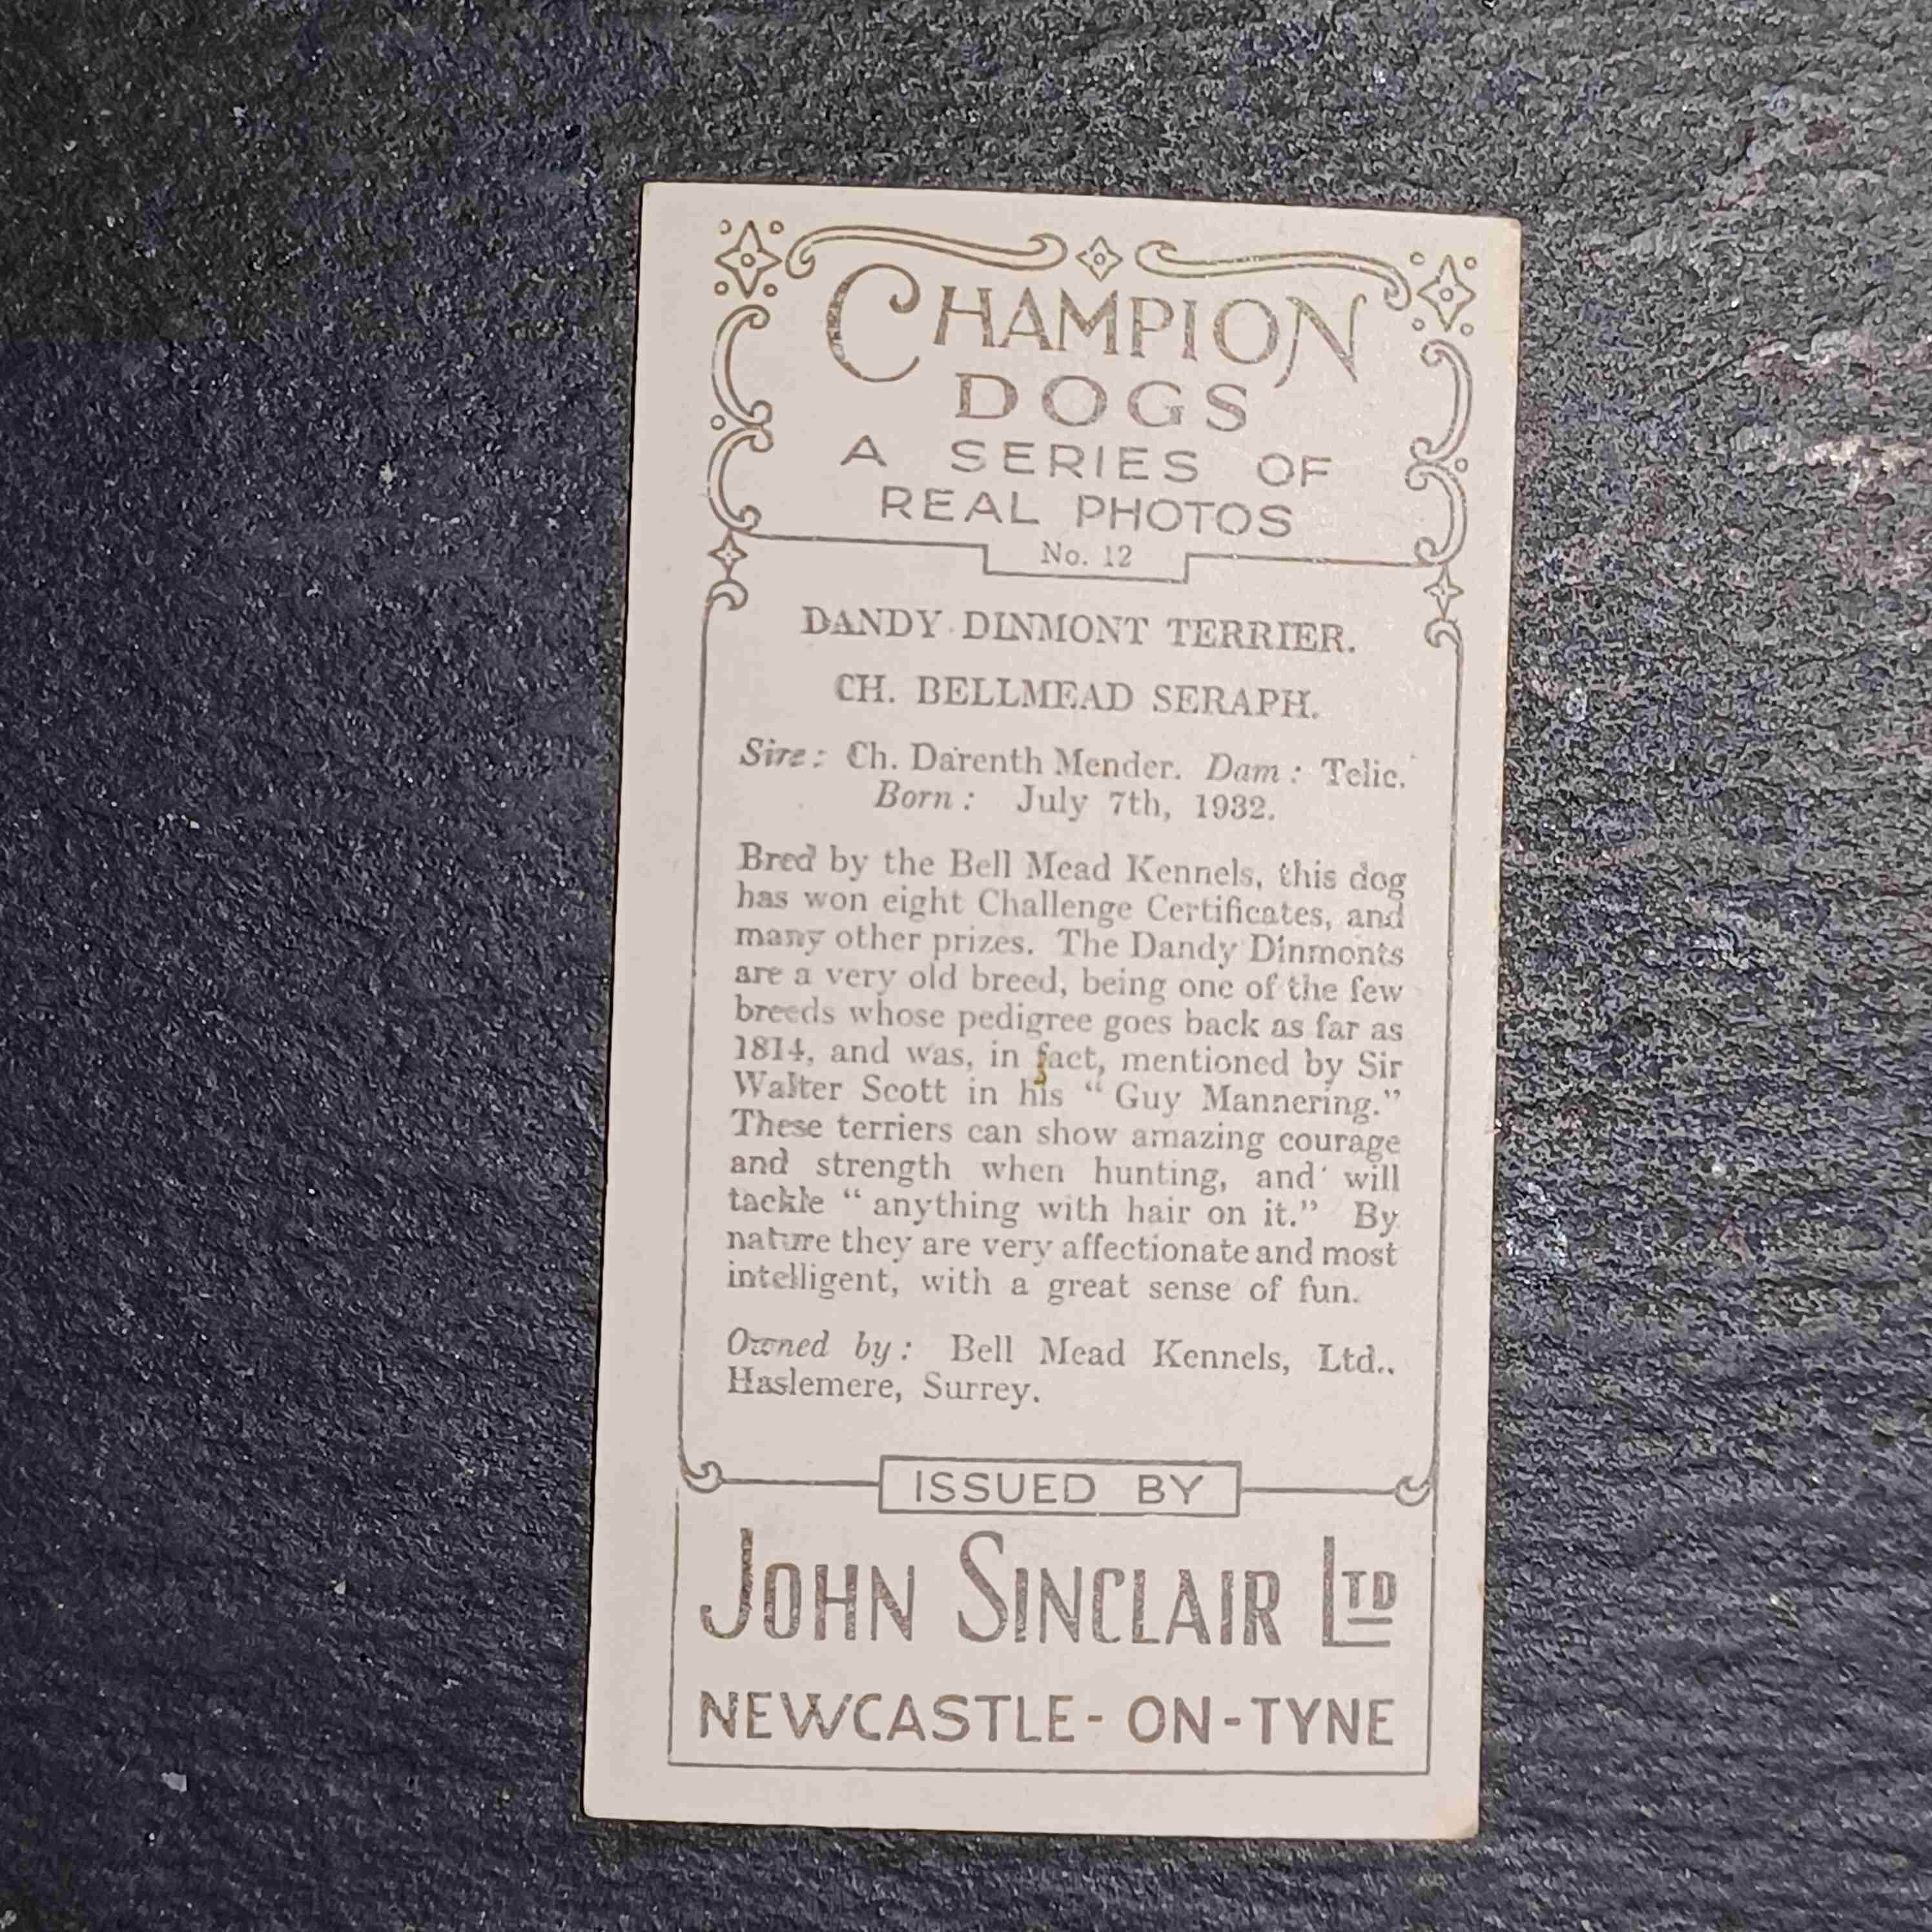 CHAMPION
DOGS
A SERIES OF
REAL PHOTOS
No. 12
DANDY DINMONT TERRIER.
CH. BELLMEAD SERAPH.
Sire: Ch. Darenth Mender. Dam: Telic.
Born: July 7th, 1932.
Bred by the Bell Mead Kennels, this dog
has won eight Challenge Certificates, and
many other prizes. The Dandy Dinmonts
are a very old breed, being one of the few
breeds whose pedigree goes back as far as
1814, and was, in fact, mentioned by Sir
Walter Scott in his "Guy Mannering."
These terriers can show amazing courage
and strength when hunting, and will
tackle "anything with hair on it." By
nature they are very affectionate and most
intelligent, with a great sense of fun.
Owned by: Bell Mead Kennels, Ltd.,
Haslemere, Surrey.
ISSUED BY
JOHN SINCLAIR LTD
NEWCASTLE-ON-TYNE